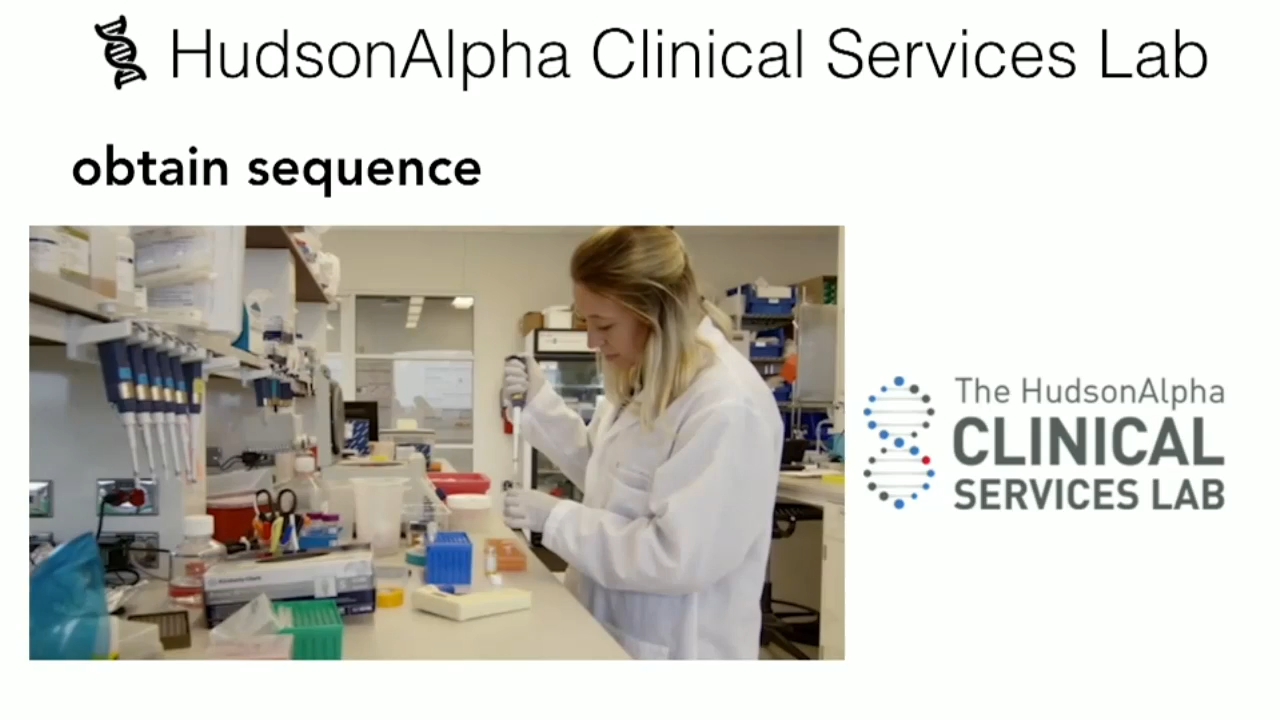 HudsonAlpha Clinical Services Lab
obtain sequence
The HudsonAlpha
CLINICAL
SERVICES LAB